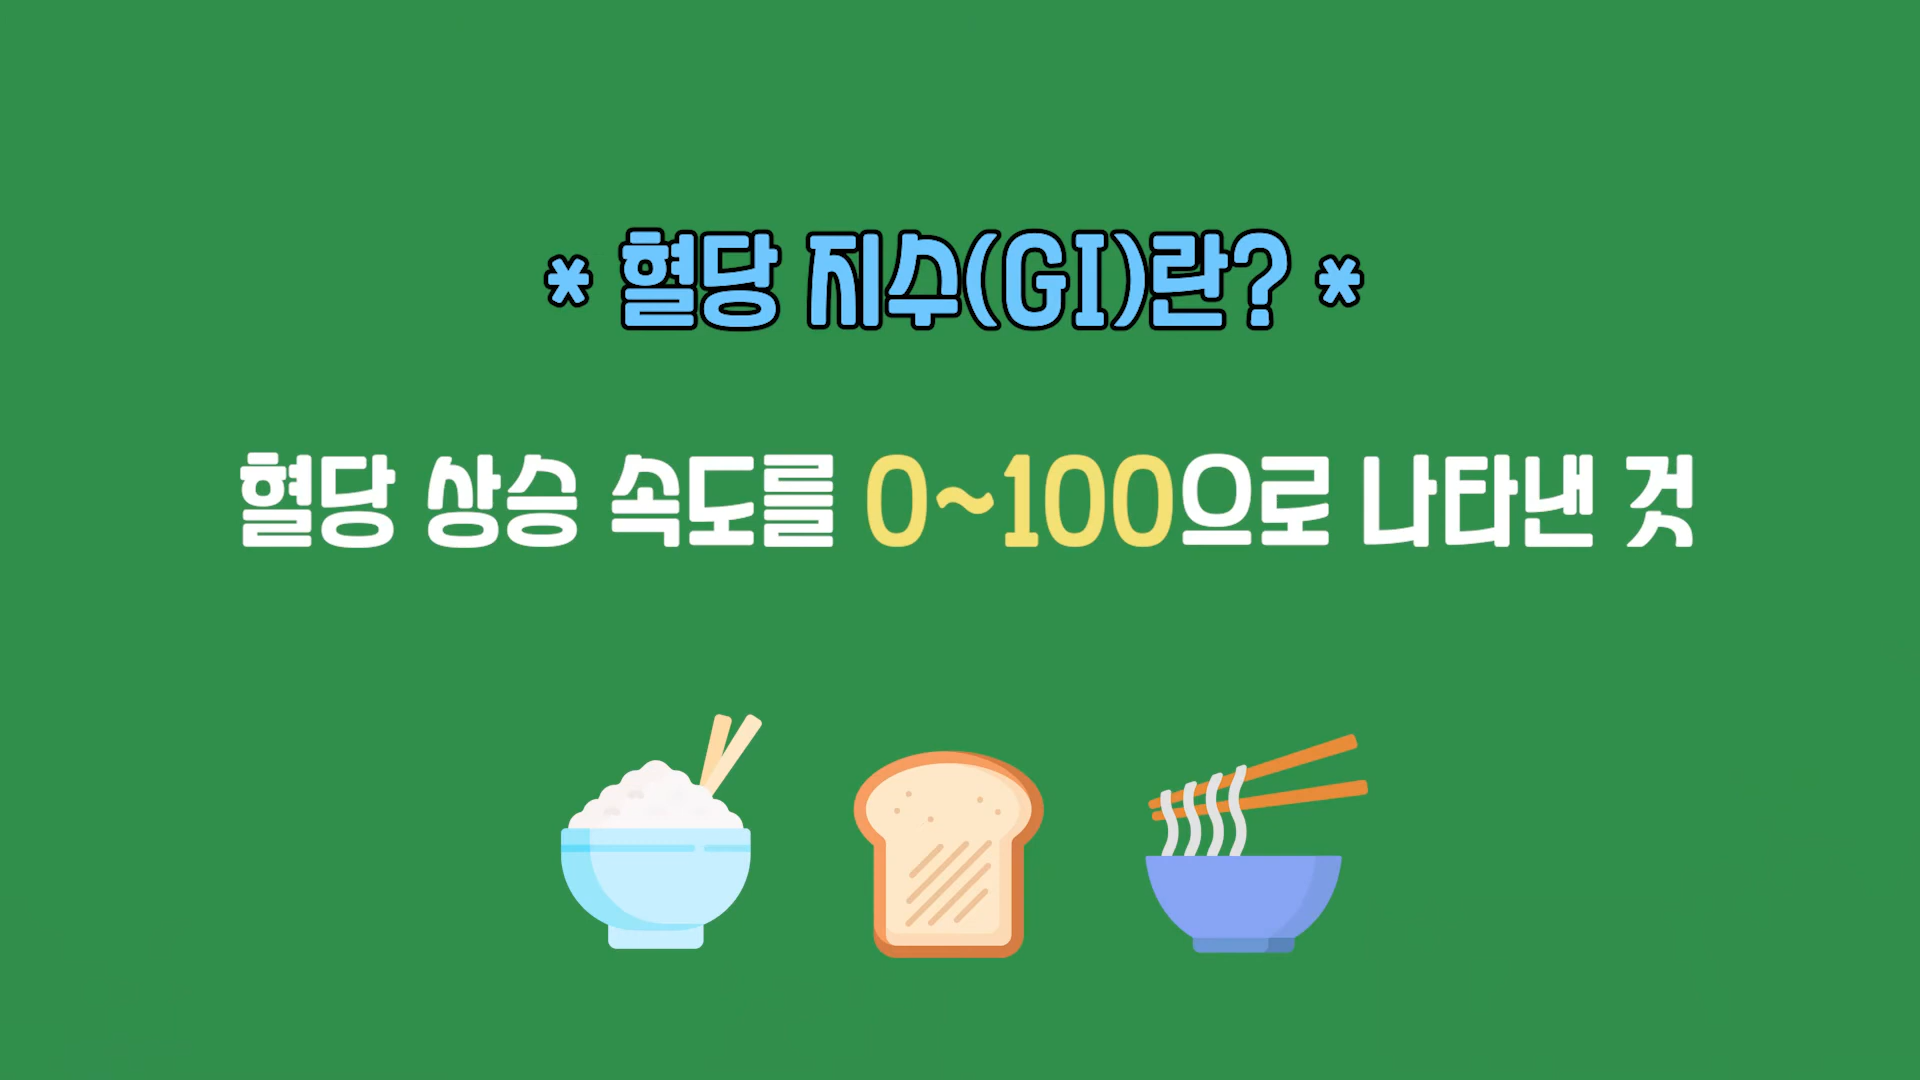 * 혈당 지수(GI)란? *
혈당 상승 속도를 0~100으로 나타낸 것